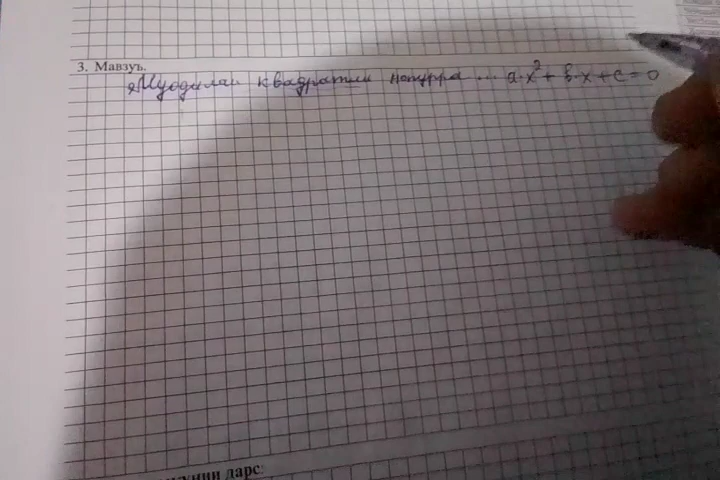 3. Мавзуъ.
Муодилаи квадратии нопурра ... a·x² + b·x + c = 0
дарс: